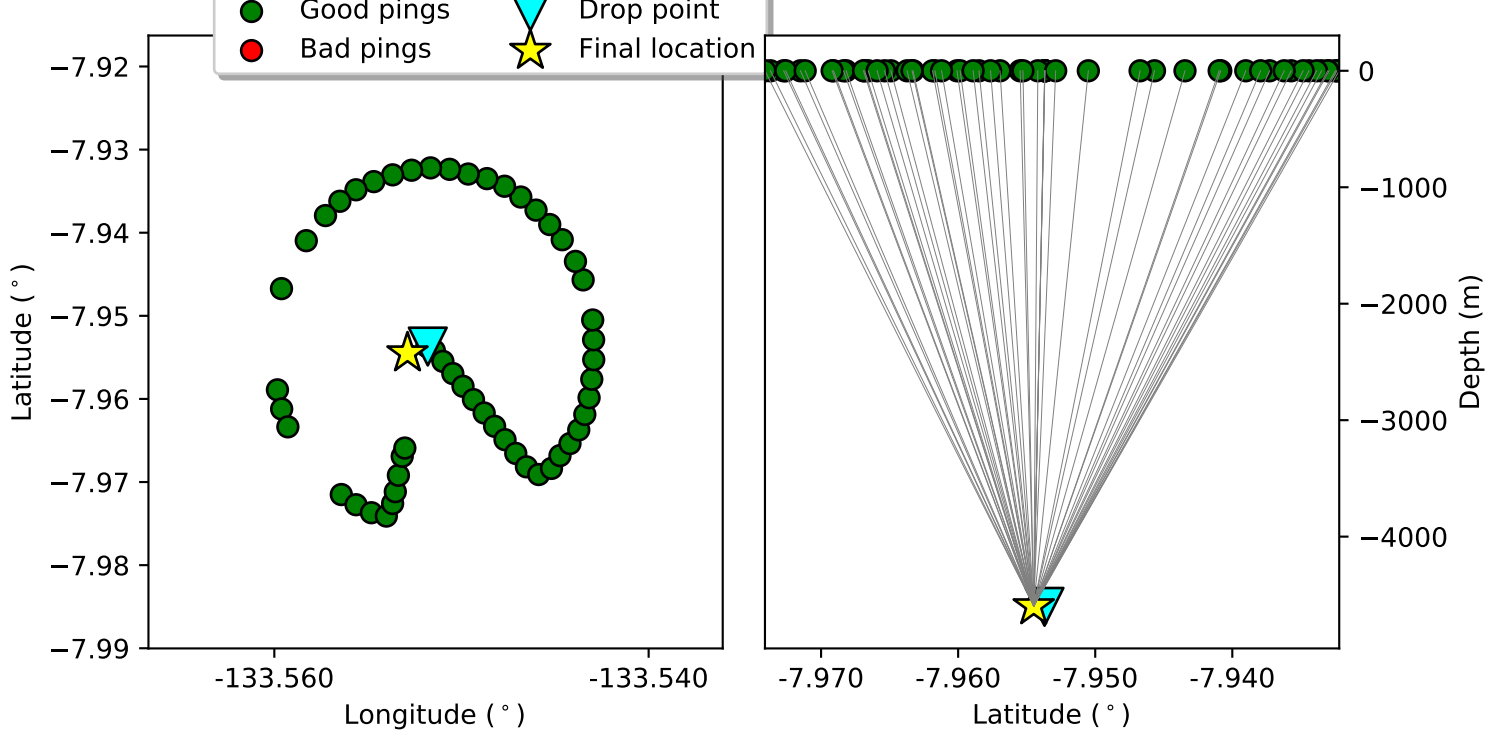 Good pings
Drop point
Bad pings
Final location
−7.92
−7.93
−7.94
−7.95
−7.96
−7.97
−7.98
−7.99
Latitude (°)
-133.560
-133.540
Longitude (°)
0
−1000
−2000
−3000
−4000
Depth (m)
-7.970
-7.960
-7.950
-7.940
Latitude (°)